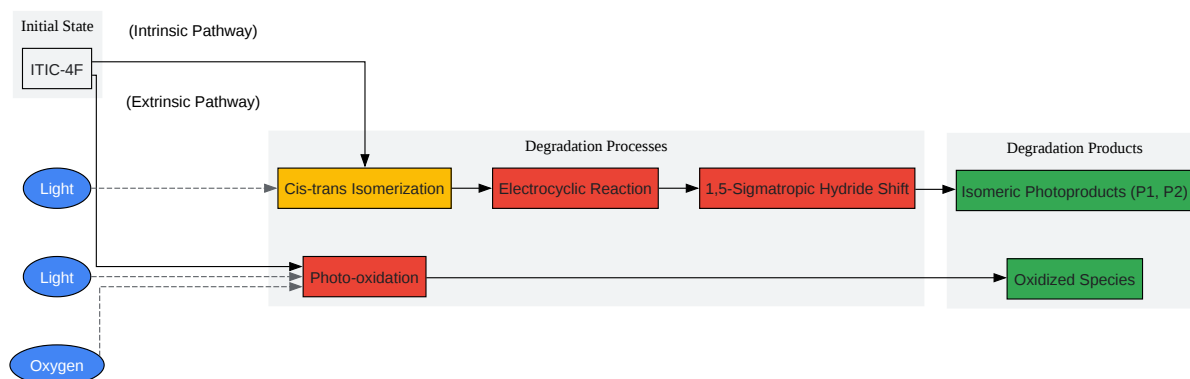 Initial State
ITIC-4F
(Intrinsic Pathway)
(Extrinsic Pathway)
Degradation Processes
Degradation Products
Light
Cis-trans Isomerization
Electrocyclic Reaction
1,5-Sigmatropic Hydride Shift
Isomeric Photoproducts (P1, P2)
Light
Photo-oxidation
Oxidized Species
Oxygen